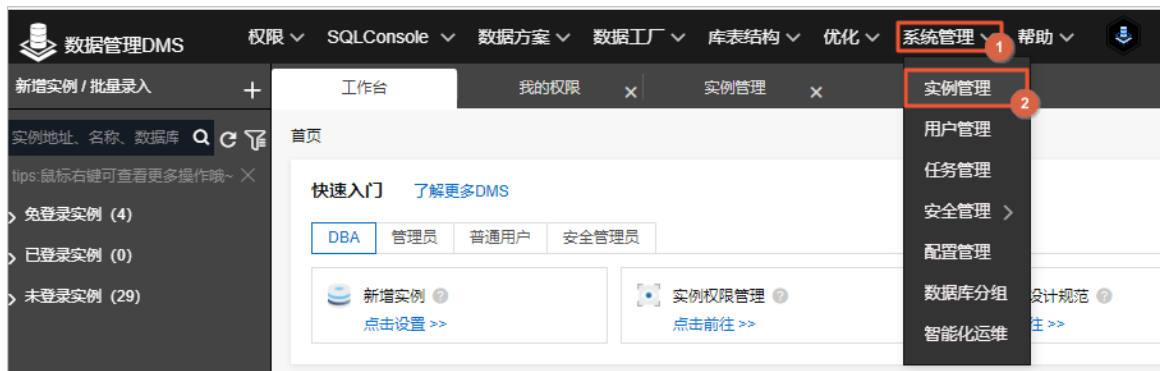 数据管理DMS 权限 SQLConsole 数据方案 数据工厂 库表结构 优化 系统管理 1 帮助
新增实例 / 批量录入 + 工作台 我的权限 × 实例管理 × 实例管理 2
实例地址、名称、数据库 首页 用户管理
tips:鼠标右键可查看更多操作哦~ × 快速入门 了解更多DMS 任务管理
免登录实例 (4) 安全管理 >
DBA 管理员 普通用户 安全管理员
已登录实例 (0) 配置管理
未登录实例 (29) 新增实例 实例权限管理 数据库分组 设计规范
点击设置 >> 点击前往 >> 往 >>
智能化运维